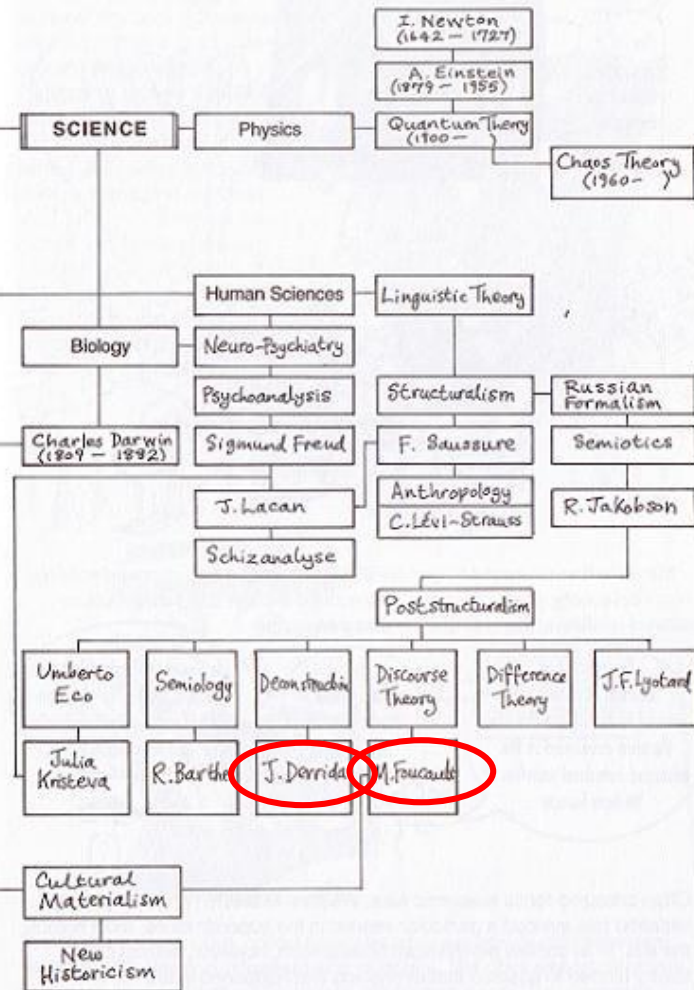 I. Newton
(1642 – 1727)
A. Einstein
(1879 – 1955)
SCIENCE
Physics
Quantum Theory
(1900 –
Chaos Theory
(1960 – )
Human Sciences
Linguistic Theory
Biology
Neuro-Psychiatry
Psychoanalysis
Structuralism
Russian
Formalism
Charles Darwin
(1809 – 1882)
Sigmund Freud
F. Saussure
Semiotics
J. Lacan
Anthropology
C. Lévi-Strauss
R. Jakobson
Schizanalyse
Poststructuralism
Umberto
Eco
Semiology
Deconstruction
Discourse
Theory
Difference
Theory
J.F. Lyotard
Julia
Kristeva
R. Barthe
J. Derrida
M. Foucault
Cultural
Materialism
New
Historicism